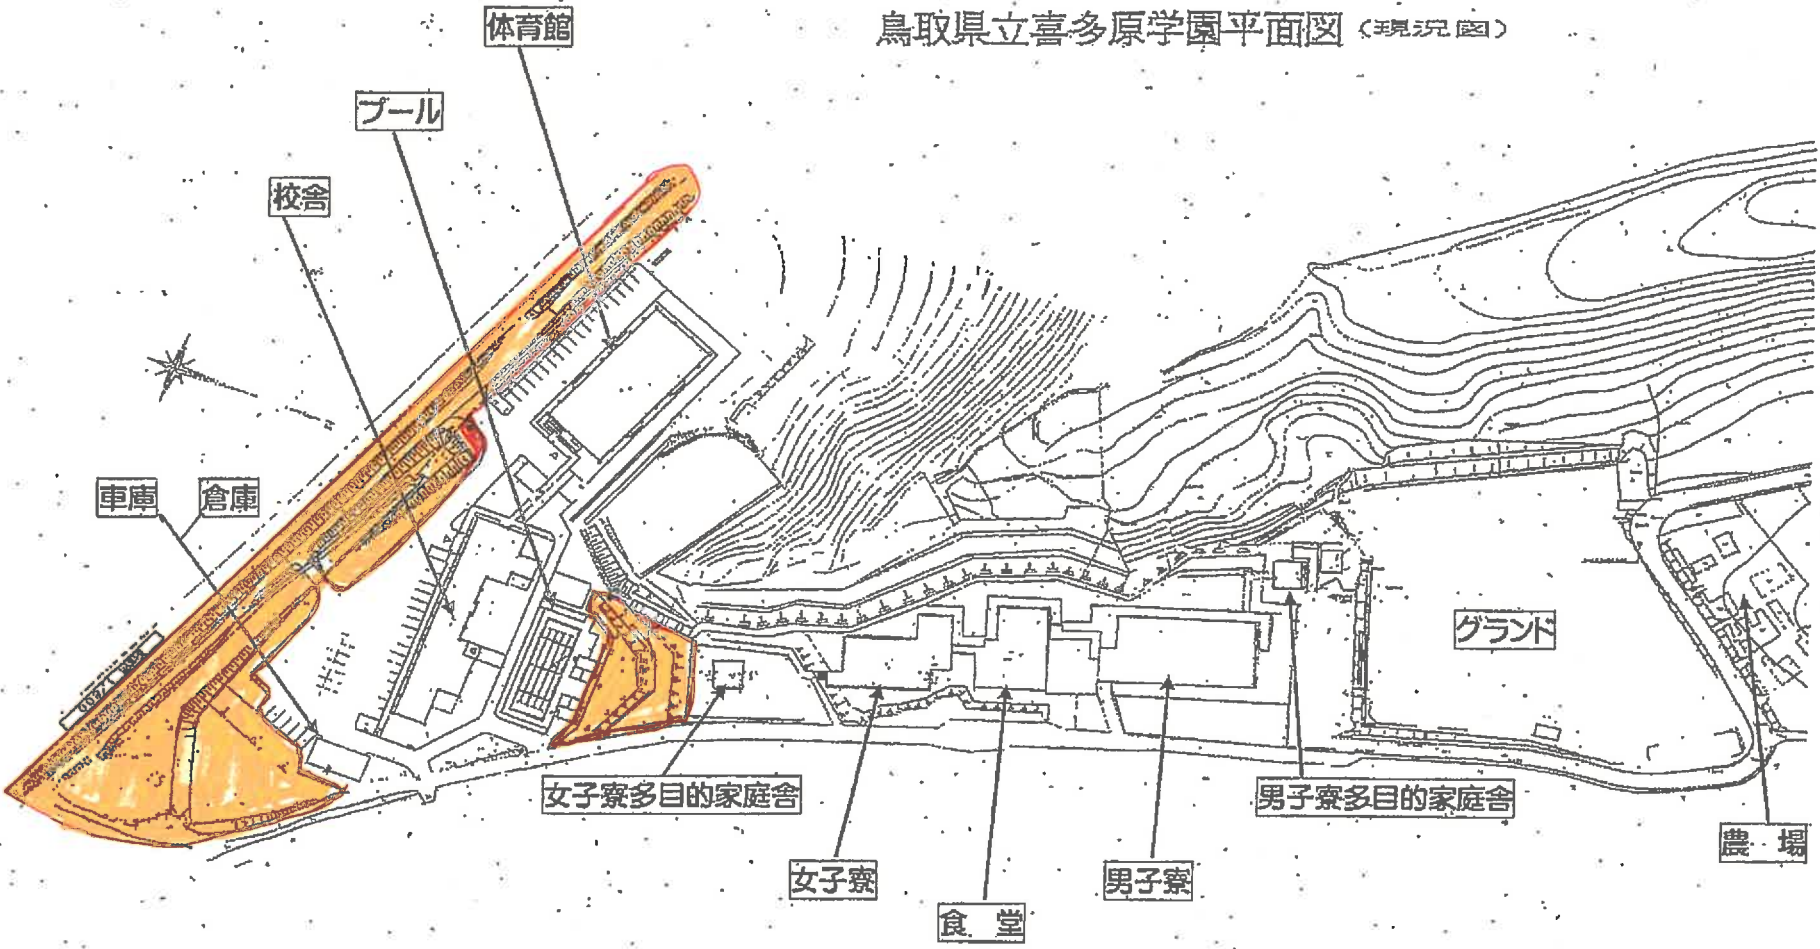 鳥取県立喜多原学園平面図（現況図）
体育館
プール
校舎
車庫
倉庫
グランド
女子寮多目的家庭舎
男子寮多目的家庭舎
農場
女子寮
男子寮
食堂